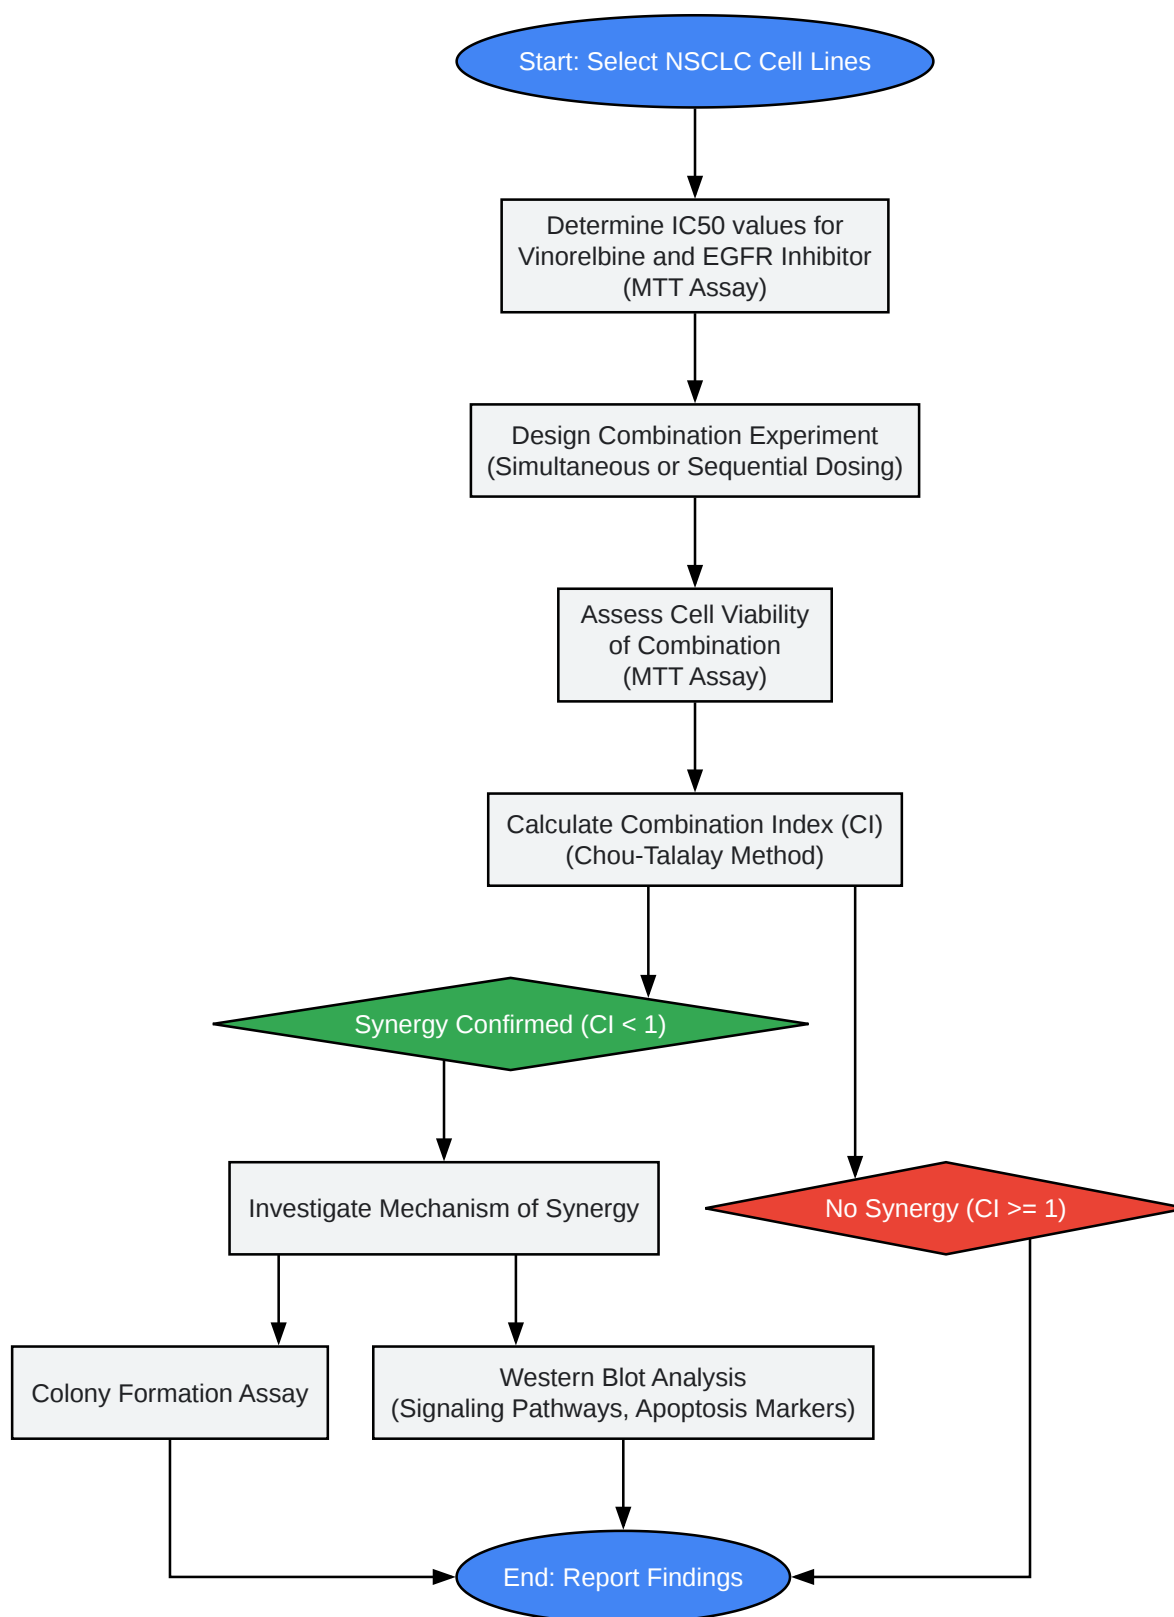 Start: Select NSCLC Cell Lines
Determine IC50 values for
Vinorelbine and EGFR Inhibitor
(MTT Assay)
Design Combination Experiment
(Simultaneous or Sequential Dosing)
Assess Cell Viability
of Combination
(MTT Assay)
Calculate Combination Index (CI)
(Chou-Talalay Method)
Synergy Confirmed (CI < 1)
Investigate Mechanism of Synergy
No Synergy (CI >= 1)
Colony Formation Assay
Western Blot Analysis
(Signaling Pathways, Apoptosis Markers)
End: Report Findings